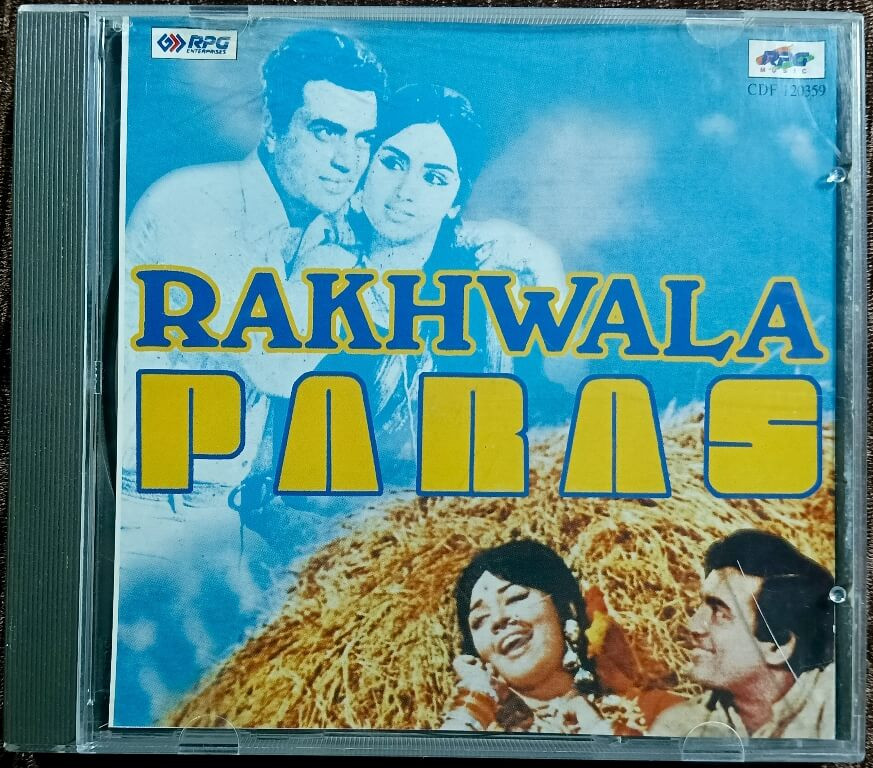 RPG
ENTERPRISES
RPG
MUSIC
CDF 120359
RAKHWALA
PARAS